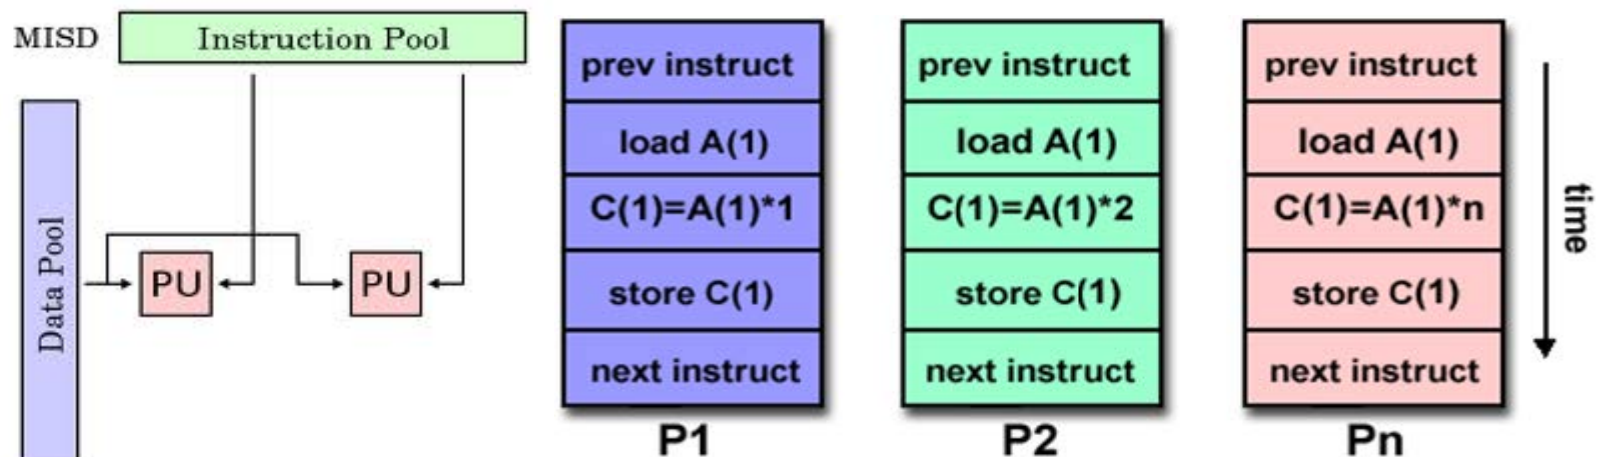 MISD
Instruction Pool
Data Pool
PU
PU
prev instruct
load A(1)
C(1)=A(1)*1
store C(1)
next instruct
P1
prev instruct
load A(1)
C(1)=A(1)*2
store C(1)
next instruct
P2
prev instruct
load A(1)
C(1)=A(1)*n
store C(1)
next instruct
Pn
time